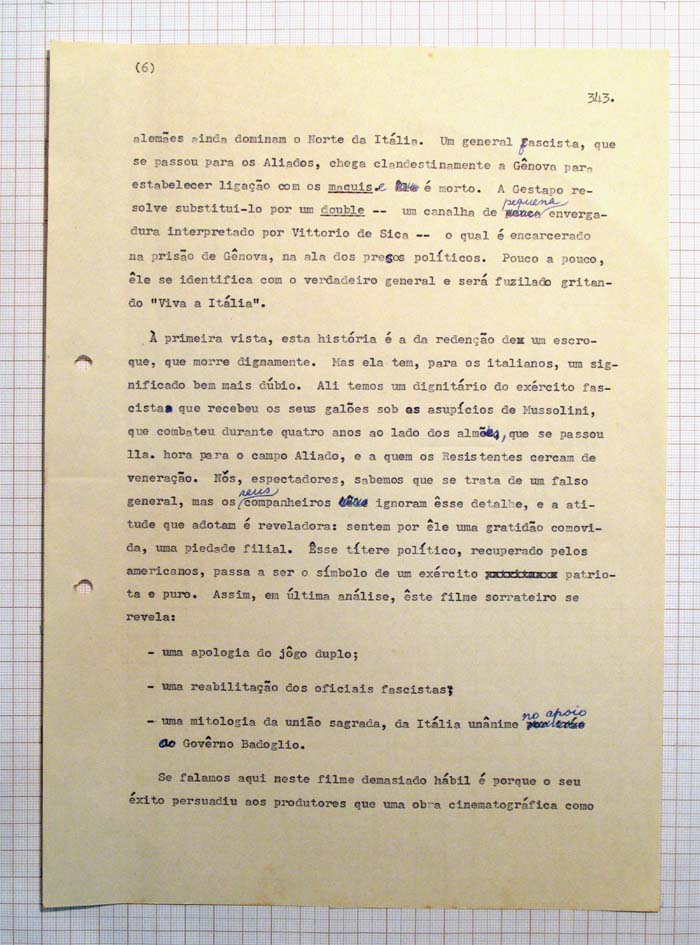 (6)
343.
alemães ainda dominam o Norte da Itália. Um general fascista, que
se passou para os Aliados, chega clandestinamente a Gênova para
estabelecer ligação com os maquis e é morto. A Gestapo re-
solve substitui-lo por um double -- um canalha de pequena enverga-
dura interpretado por Vittorio de Sica -- o qual é encarcerado
na prisão de Gênova, na ala dos presos políticos. Pouco a pouco,
êle se identifica com o verdadeiro general e será fuzilado gritan-
do "Viva a Itália".
À primeira vista, esta história é a da redenção de um escro-
que, que morre dignamente. Mas ela tem, para os italianos, um sig-
nificado bem mais dúbio. Ali temos um dignitário do exército fas-
cista que recebeu os seus galões sob os asupícios de Mussolini,
que combateu durante quatro anos ao lado dos almões, que se passou
lla. hora para o campo Aliado, e a quem os Resistentes cercam de
veneração. Nós, espectadores, sabemos que se trata de um falso
general, mas os seus companheiros ignoram êsse detalhe, e a ati-
tude que adotam é reveladora: sentem por êle uma gratidão comovi-
da, uma piedade filial. Êsse títere político, recuperado pelos
americanos, passa a ser o símbolo de um exército patrio-
ta e puro. Assim, em última análise, êste filme sorrateiro se
revela:
- uma apologia do jôgo duplo;
- uma reabilitação dos oficiais fascistas;
- uma mitologia da união sagrada, da Itália unânime no apoio
ao Govêrno Badoglio.
Se falamos aqui neste filme demasiado hábil é porque o seu
éxito persuadiu aos produtores que uma obra cinematográfica como